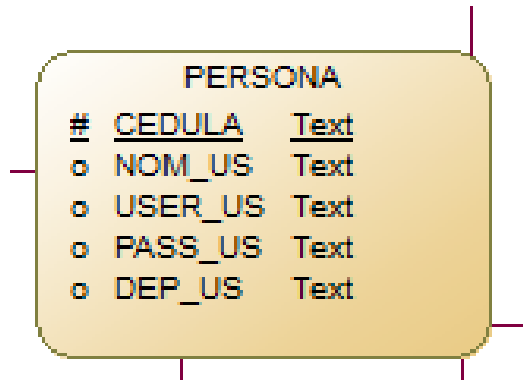 PERSONA
# CEDULA Text
o NOM_US Text
o USER_US Text
o PASS_US Text
o DEP_US Text